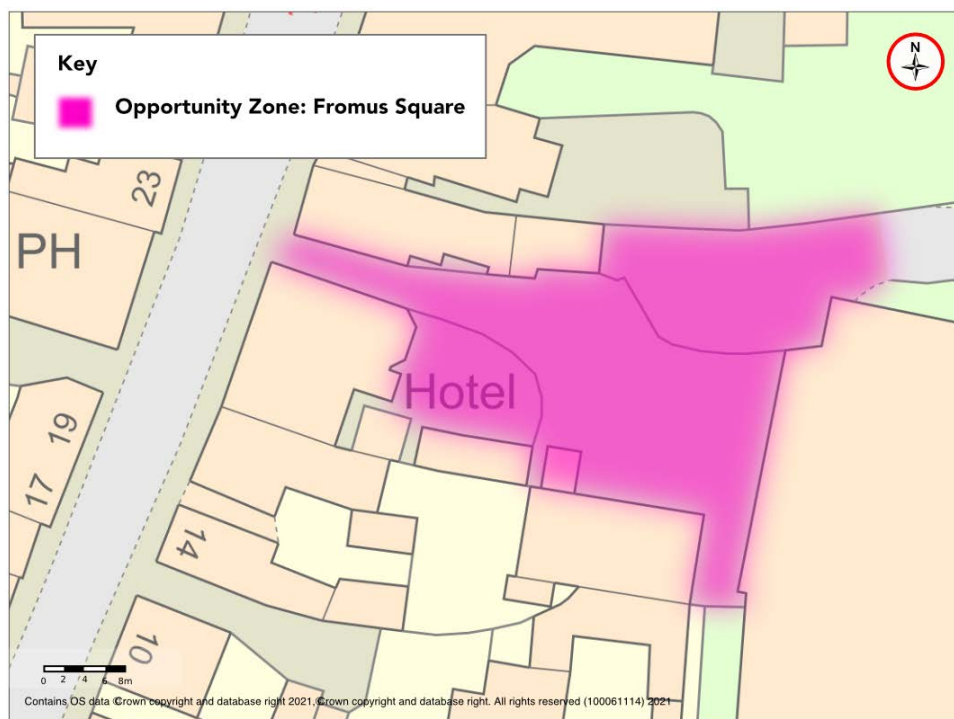 Key
N
Opportunity Zone: Fromus Square
23
PH
Hotel
19
17
14
10
0 2 4 6 8m
Contains OS data ©rown copyright and database right 2021, Crown copyright and database right. All rights reserved (100061114) 2021